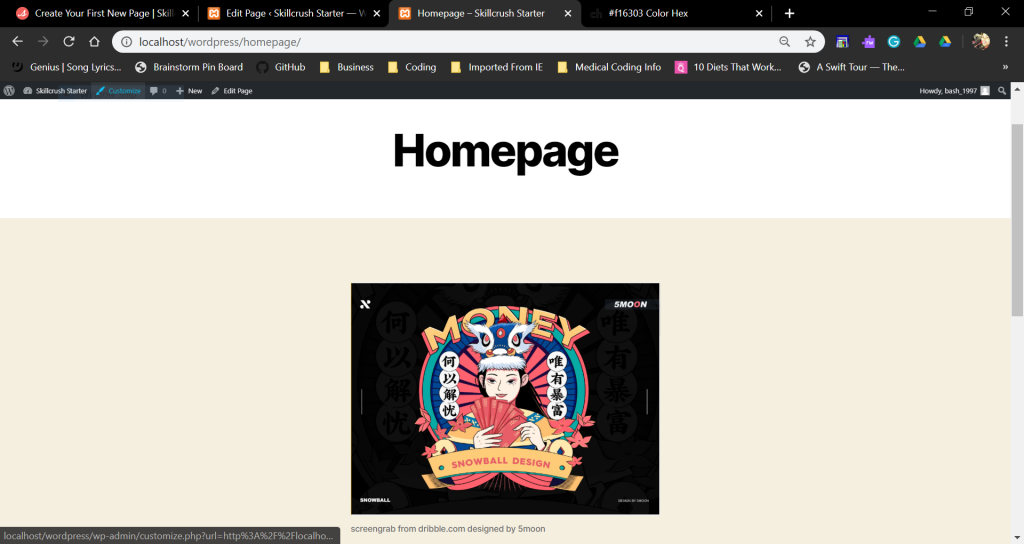 Create Your First New Page | Skil
Edit Page ‹ Skillcrush Starter — W
Homepage – Skillcrush Starter
#f16303 Color Hex
localhost/wordpress/homepage/
Genius | Song Lyrics...
Brainstorm Pin Board
GitHub
Business
Coding
Imported From IE
Medical Coding Info
10 Diets That Work...
A Swift Tour — The...
»
Skillcrush Starter
Customize
0
New
Edit Page
Howdy, bash_1997
Homepage
5MOON
MONEY
何以解忧
唯有暴富
何以解忧
唯有暴富
SNOWBALL DESIGN
SNOWBALL
DESIGN BY 5MOON
screengrab from dribble.com designed by 5moon
localhost/wordpress/wp-admin/customize.php?url=http%3A%2F%2Flocalho...